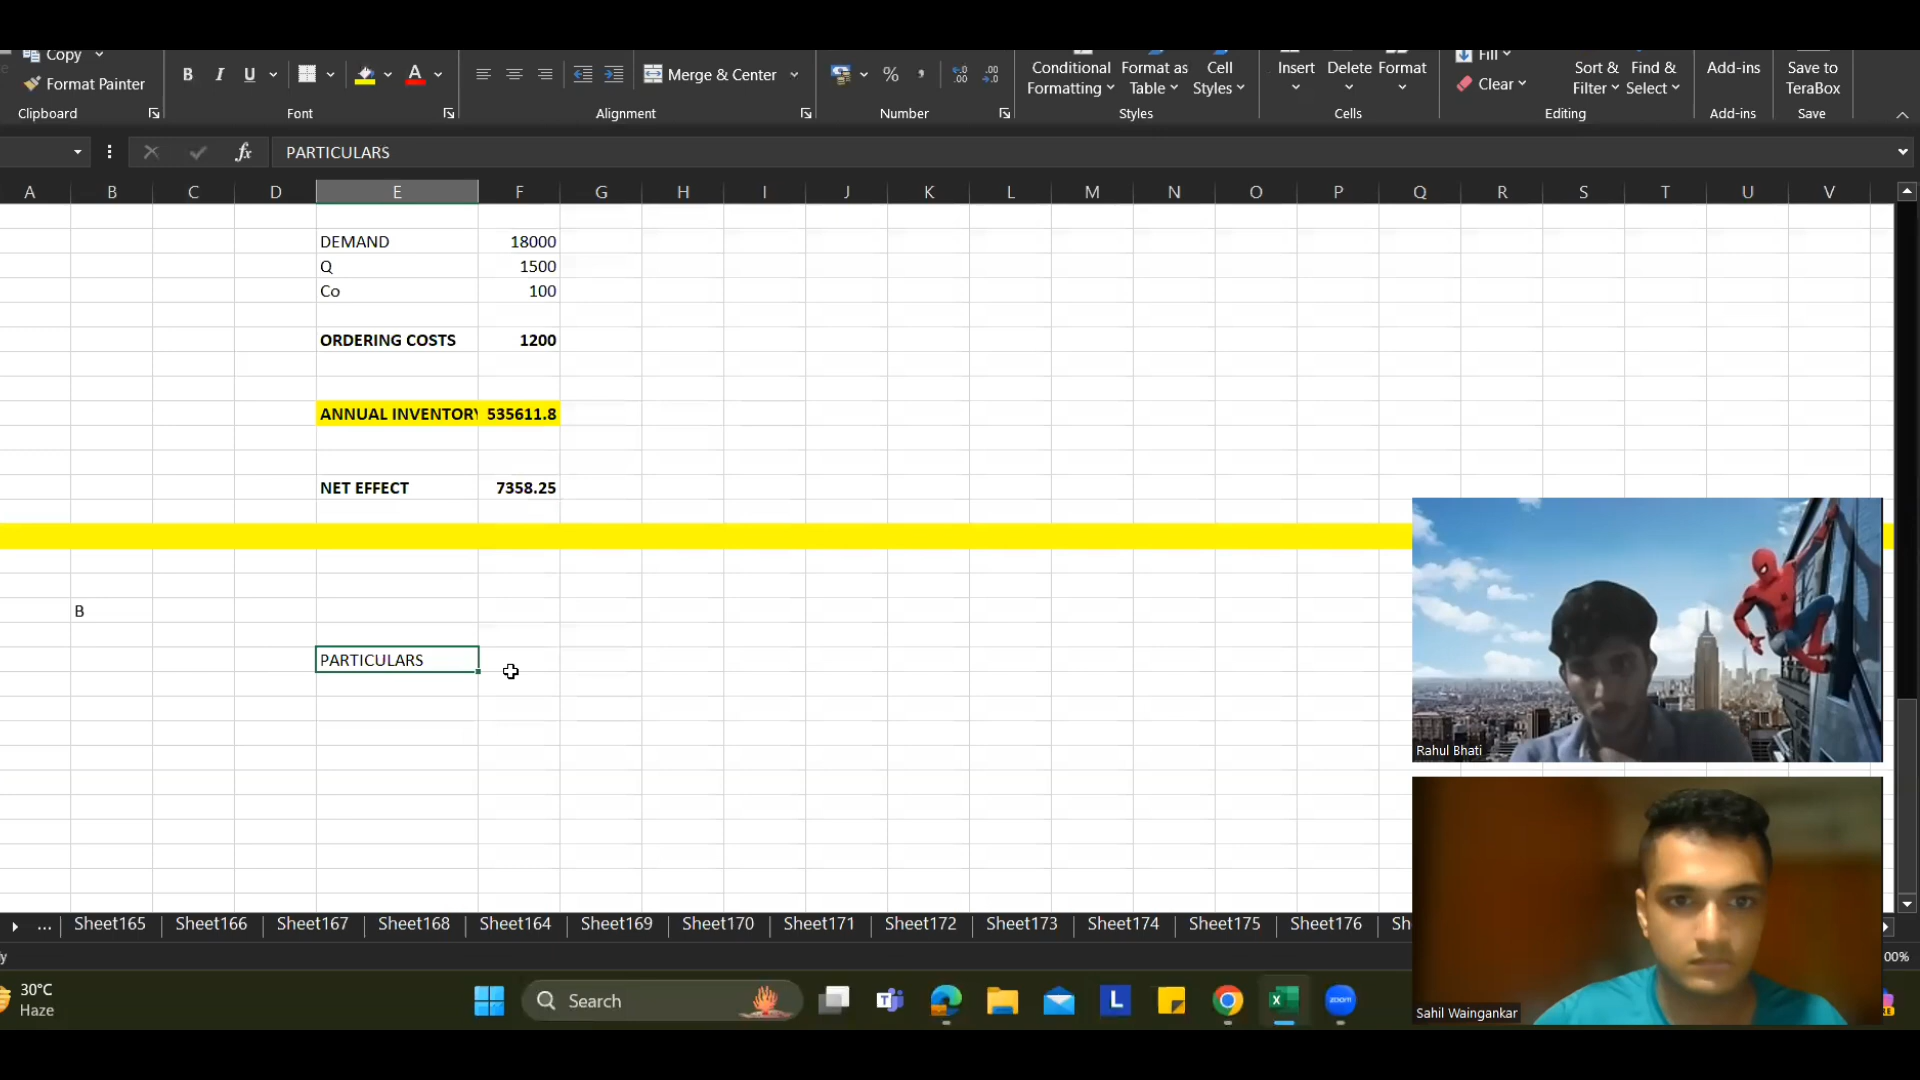 Copy
Format Painter
Clipboard
B I U A
Font
Merge & Center
Alignment
%
Number
Conditional Formatting
Format as Table
Cell Styles
Styles
Insert Delete Format
Cells
Fill
Clear
Sort & Filter
Find & Select
Editing
Add-ins
Add-ins
Save to TeraBox
Save
fx PARTICULARS
A B C D E F G H I J K L M N O P Q R S T U V
DEMAND 18000
Q 1500
Co 100
ORDERING COSTS 1200
ANNUAL INVENTORY 535611.8
NET EFFECT 7358.25
B
PARTICULARS
Rahul Bhati
Sahil Waingankar
... Sheet165 Sheet166 Sheet167 Sheet168 Sheet164 Sheet169 Sheet170 Sheet171 Sheet172 Sheet173 Sheet174 Sheet175 Sheet176
30°C
Haze
Search
L
zoom